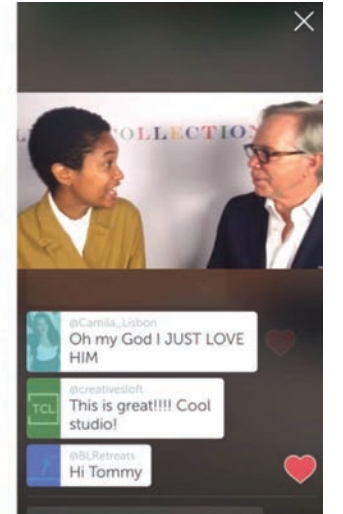 COLLECTION
@Camila_Lisbon
Oh my God I JUST LOVE
HIM
@creativesloft
TCL
This is great!!!! Cool
studio!
@BLRetreats
Hi Tommy